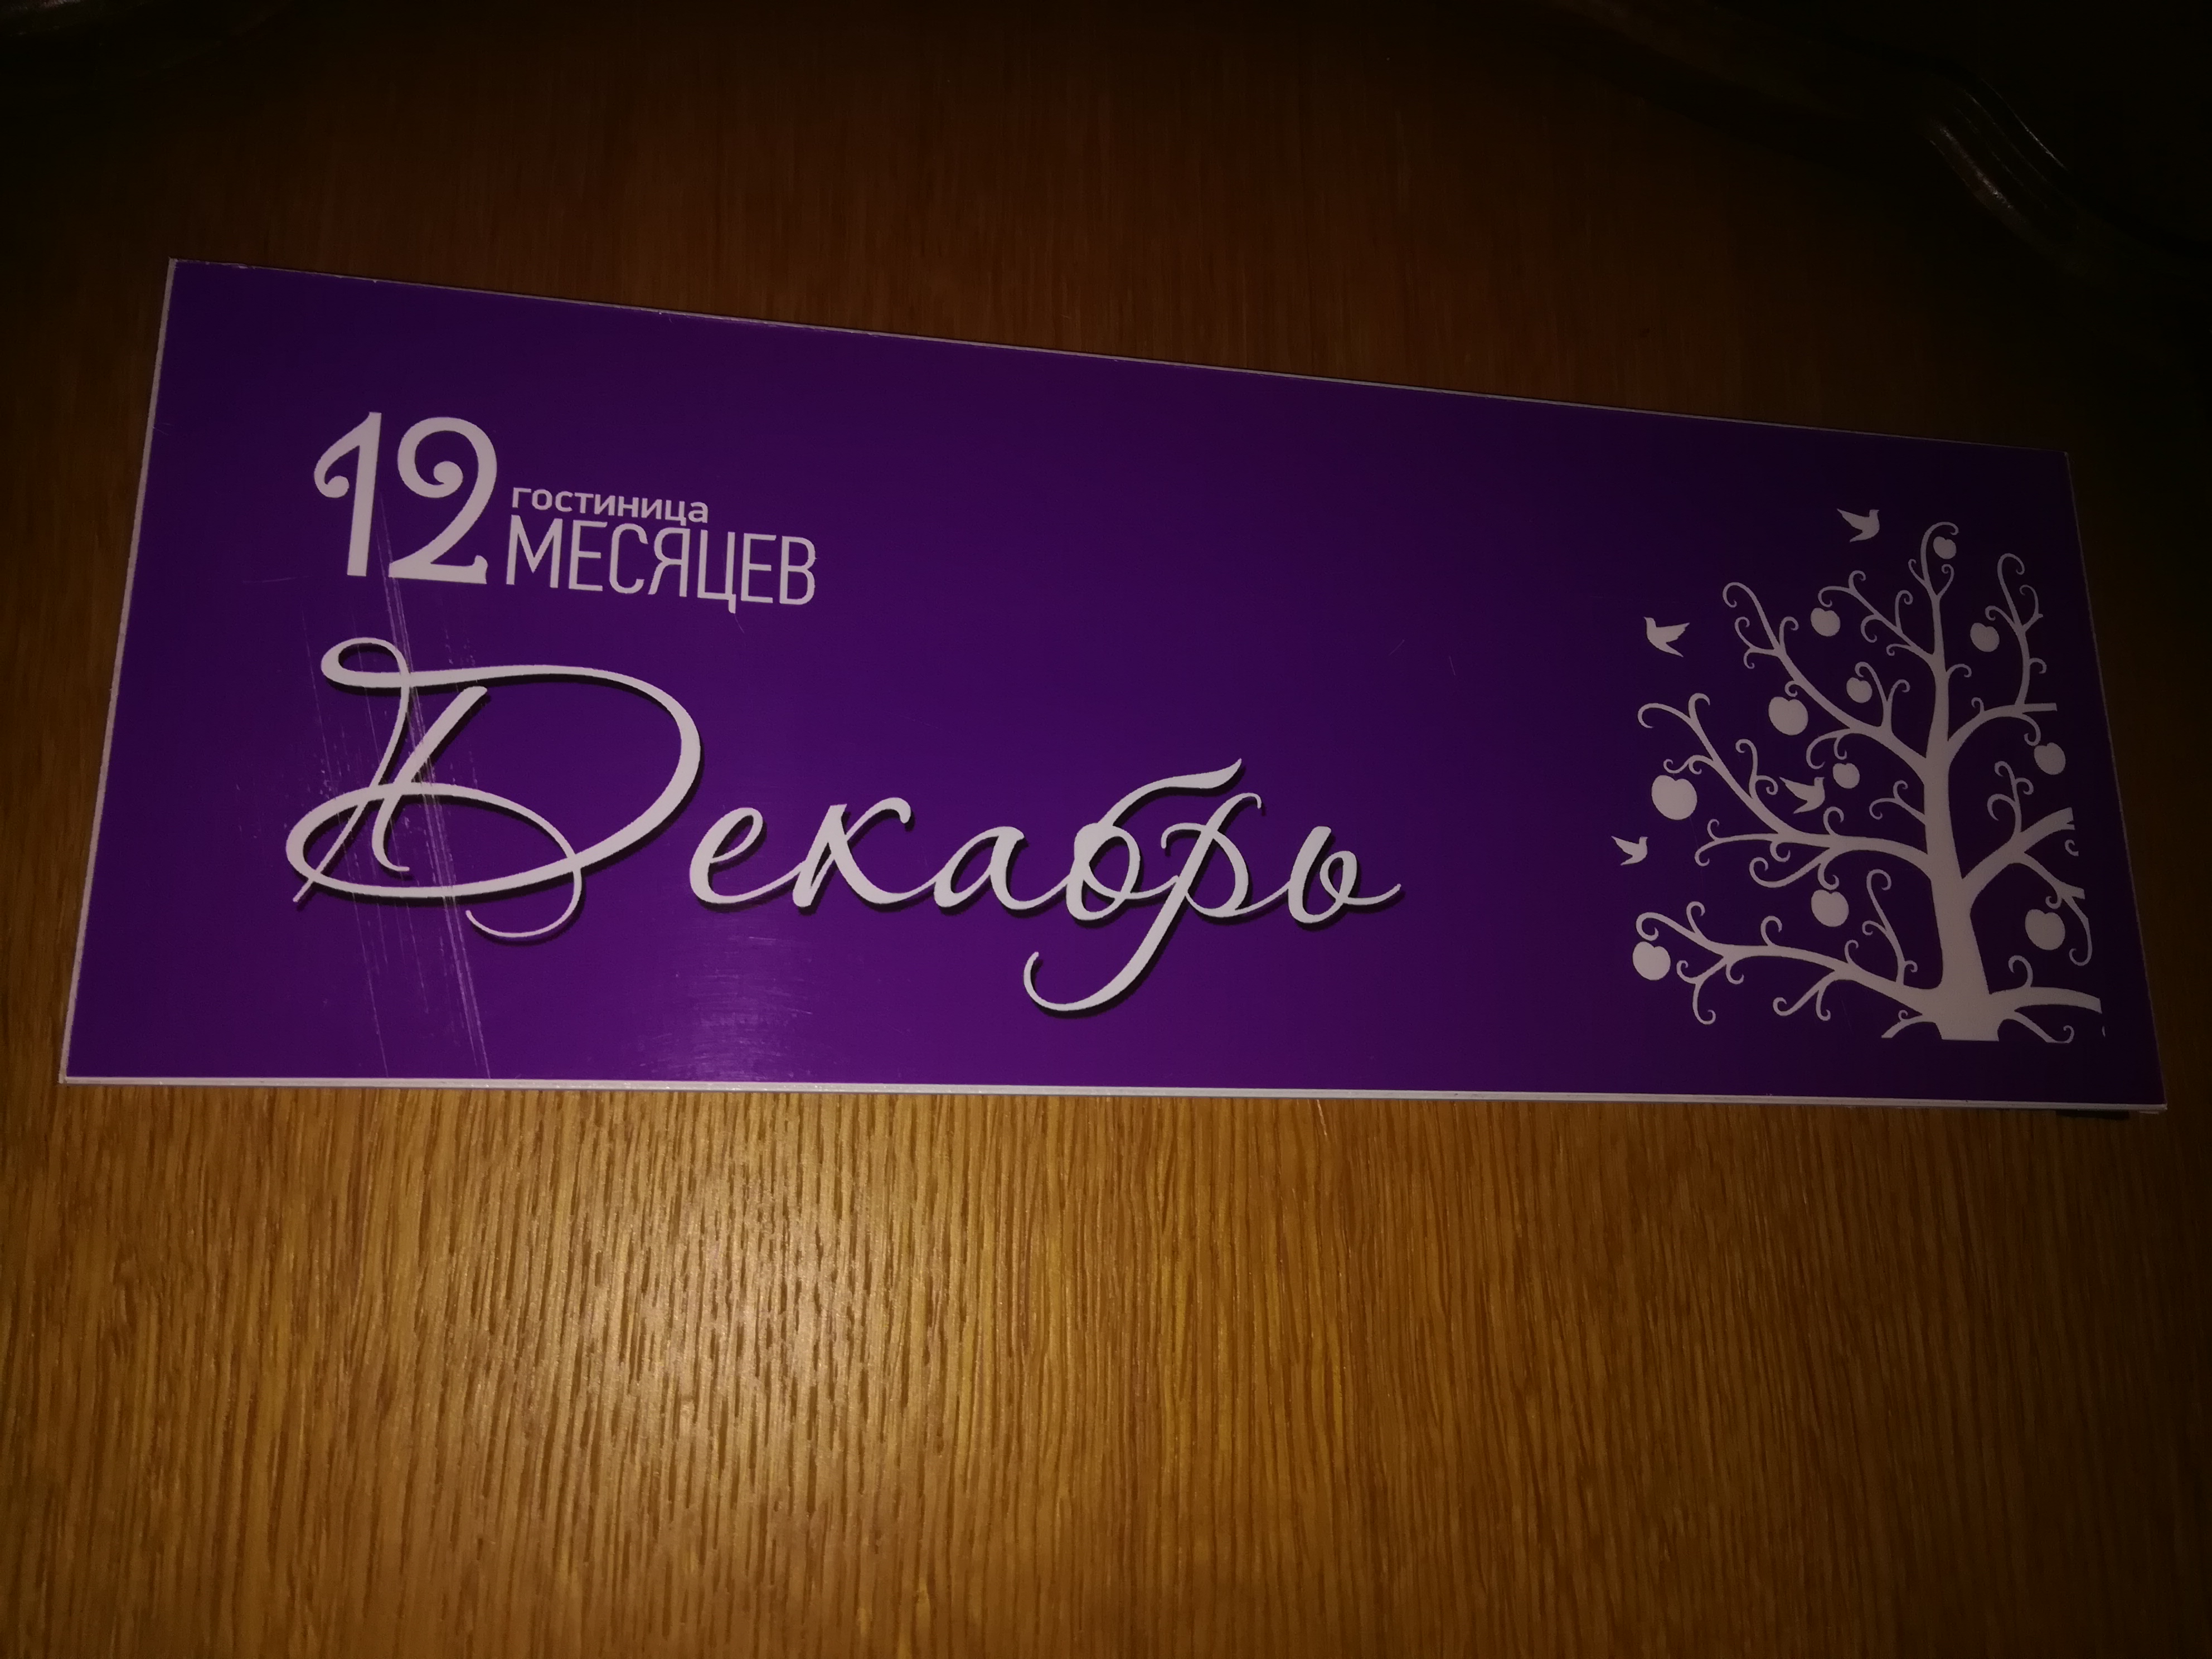 12 гостиница
МЕСЯЦЕВ
Декабрь